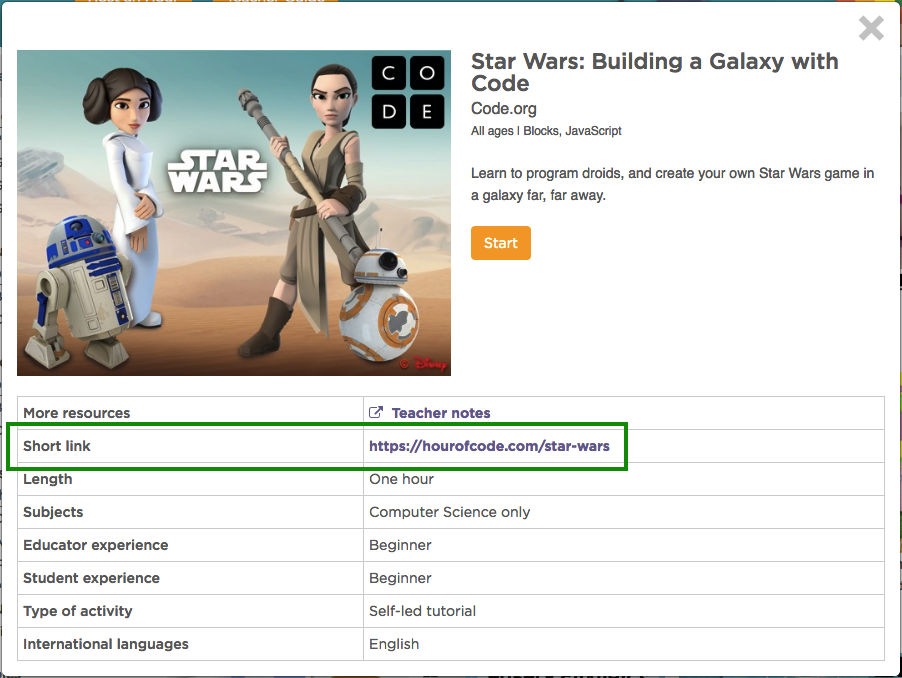 C O
D E
STAR
WARS
© Disney
Star Wars: Building a Galaxy with
Code
Code.org
All ages | Blocks, JavaScript
Learn to program droids, and create your own Star Wars game in
a galaxy far, far away.
Start
More resources Teacher notes
Short link https://hourofcode.com/star-wars
Length One hour
Subjects Computer Science only
Educator experience Beginner
Student experience Beginner
Type of activity Self-led tutorial
International languages English